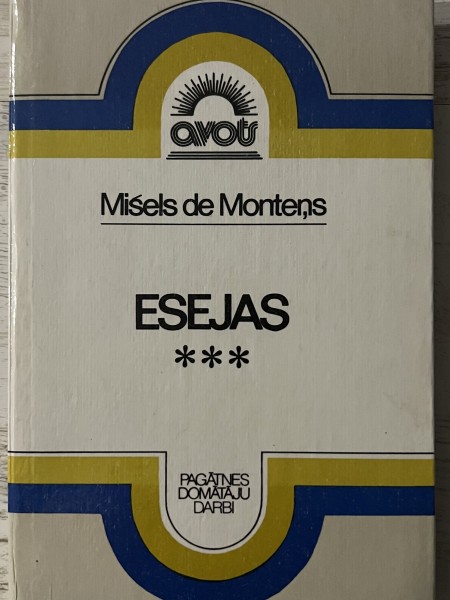 avots
Mišels de Monteņs
ESEJAS
***
PAGĀTNES
DOMĀTĀJU
DARBI